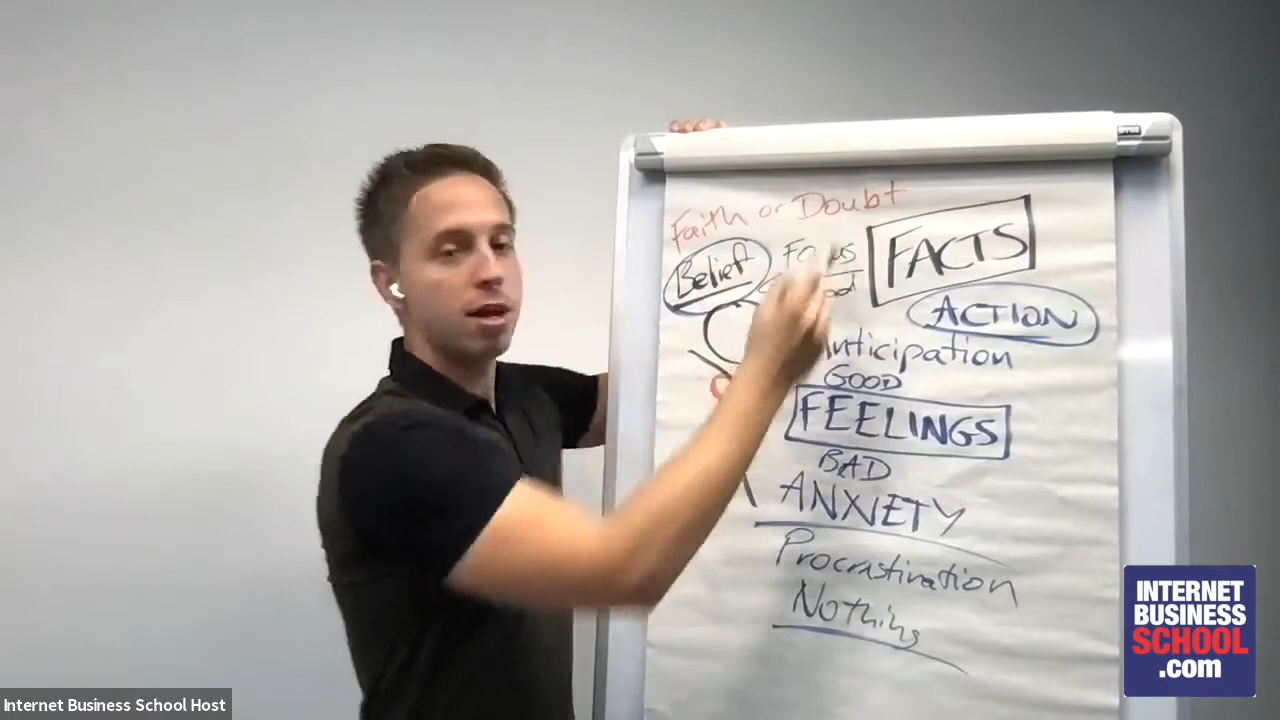 Faith or Doubt
Belief
FACTS
ACTION
GOOD
FEELINGS
BAD
ANXIETY
Procrastination
Nothing
INTERNET
BUSINESS
SCHOOL
.com
Internet Business School Host